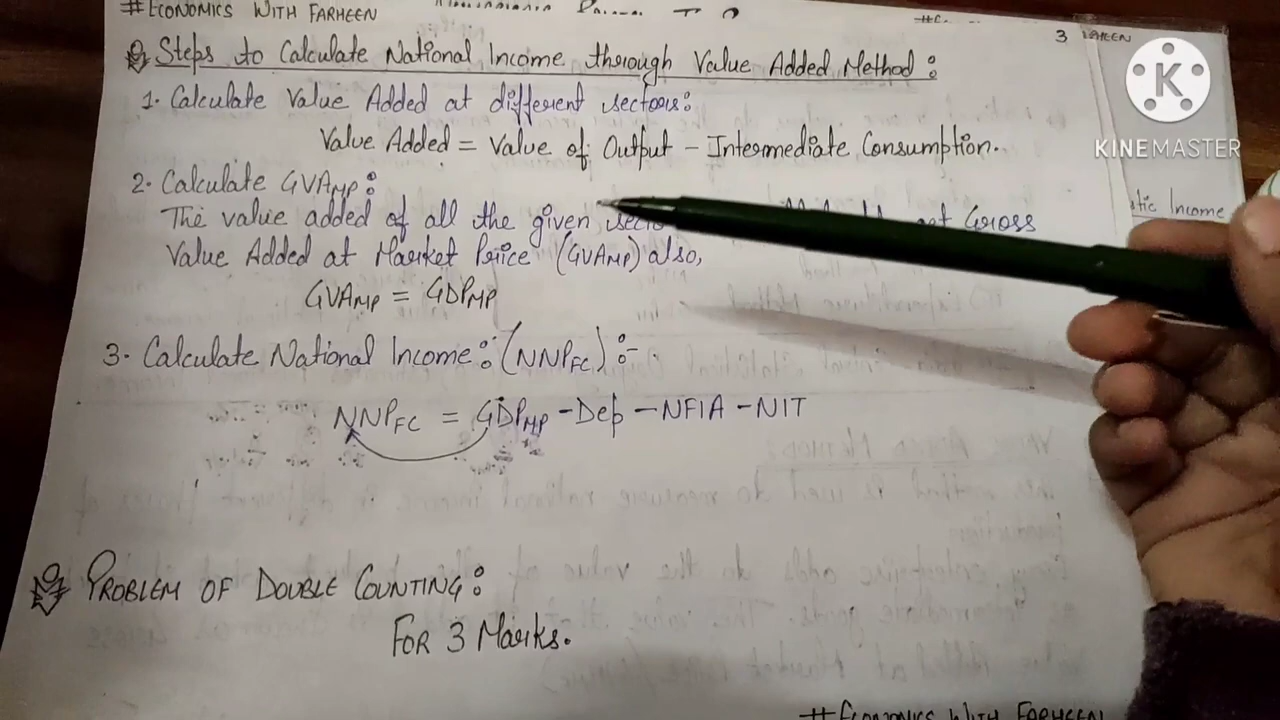 #ECONOMICS WITH FARHEEN
3
KINEMASTER
Steps to Calculate National Income through Value Added Method:
1. Calculate Value Added at different sectors:
Value Added = Value of Output - Intermediate Consumption.
2. Calculate GVAMP:
The value added of all the given Gross
Value Added at Market Price (GVAMP) also,
GVAMP = GDPMP
3. Calculate National Income: (NNPFC) :-
NNPFC = GDPMP - Dep - NFIA - NIT
PROBLEM OF DOUBLE COUNTING:
FOR 3 Marks.
#ECONOMICS WITH FARHEEN
tic Income